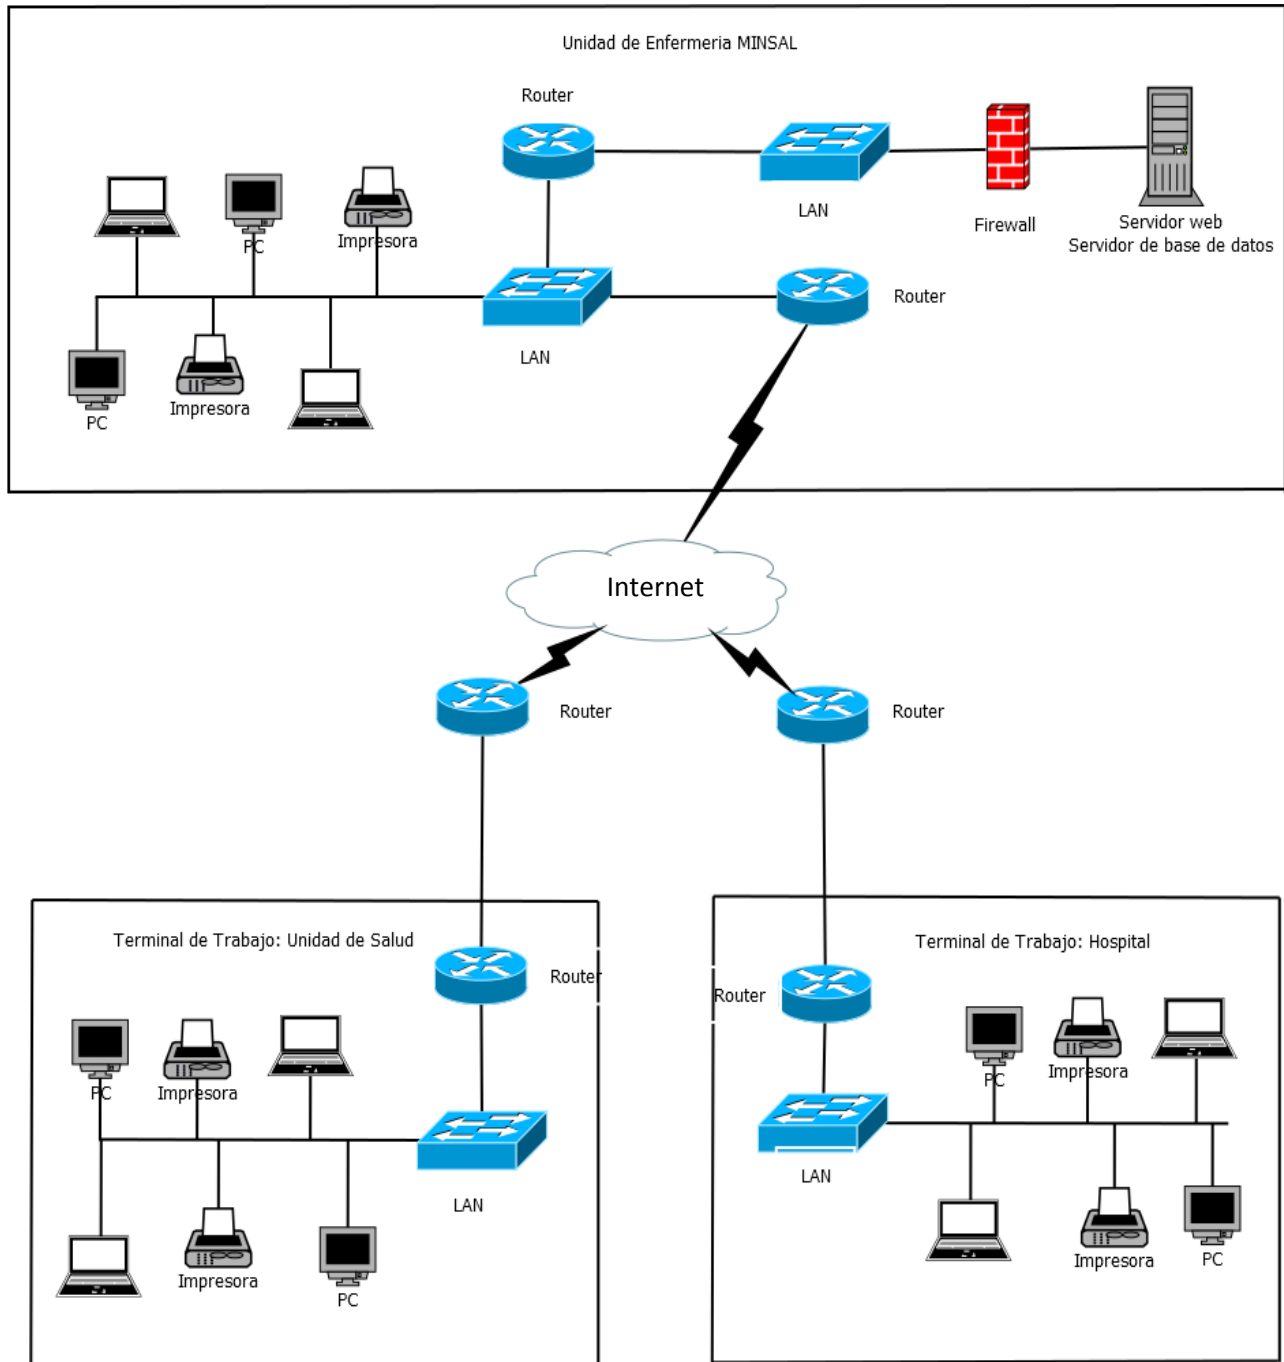 Unidad de Enfermeria MINSAL
Router
PC
Impresora
LAN
Firewall
Servidor web
Servidor de base de datos
Router
LAN
PC
Impresora
Internet
Router
Router
Terminal de Trabajo: Unidad de Salud
Router
PC
Impresora
LAN
Impresora
PC
Terminal de Trabajo: Hospital
Router
PC
Impresora
LAN
Impresora
PC